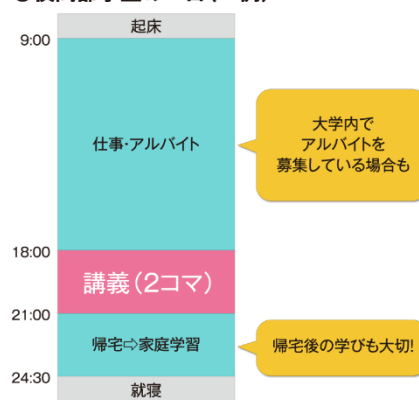 起床
9:00
仕事・アルバイト
大学内で
アルバイトを
募集している場合も
18:00
講義（2コマ）
21:00
帰宅⇨家庭学習
帰宅後の学びも大切!
24:30
就寝